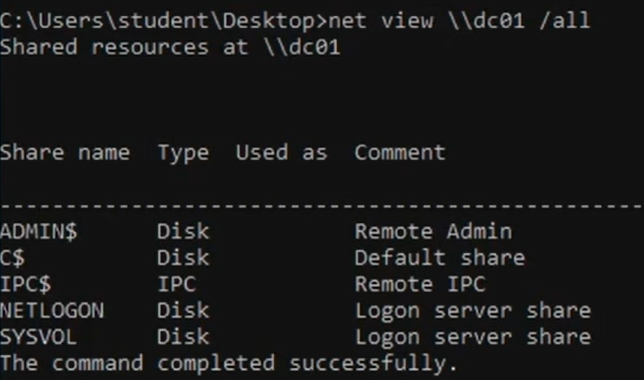 C:\Users\student\Desktop>net view \\dc01 /all
Shared resources at \\dc01
Share name  Type  Used as  Comment
-------------------------------------------------
ADMIN$      Disk           Remote Admin
C$          Disk           Default share
IPC$        IPC            Remote IPC
NETLOGON    Disk           Logon server share
SYSVOL      Disk           Logon server share
The command completed successfully.